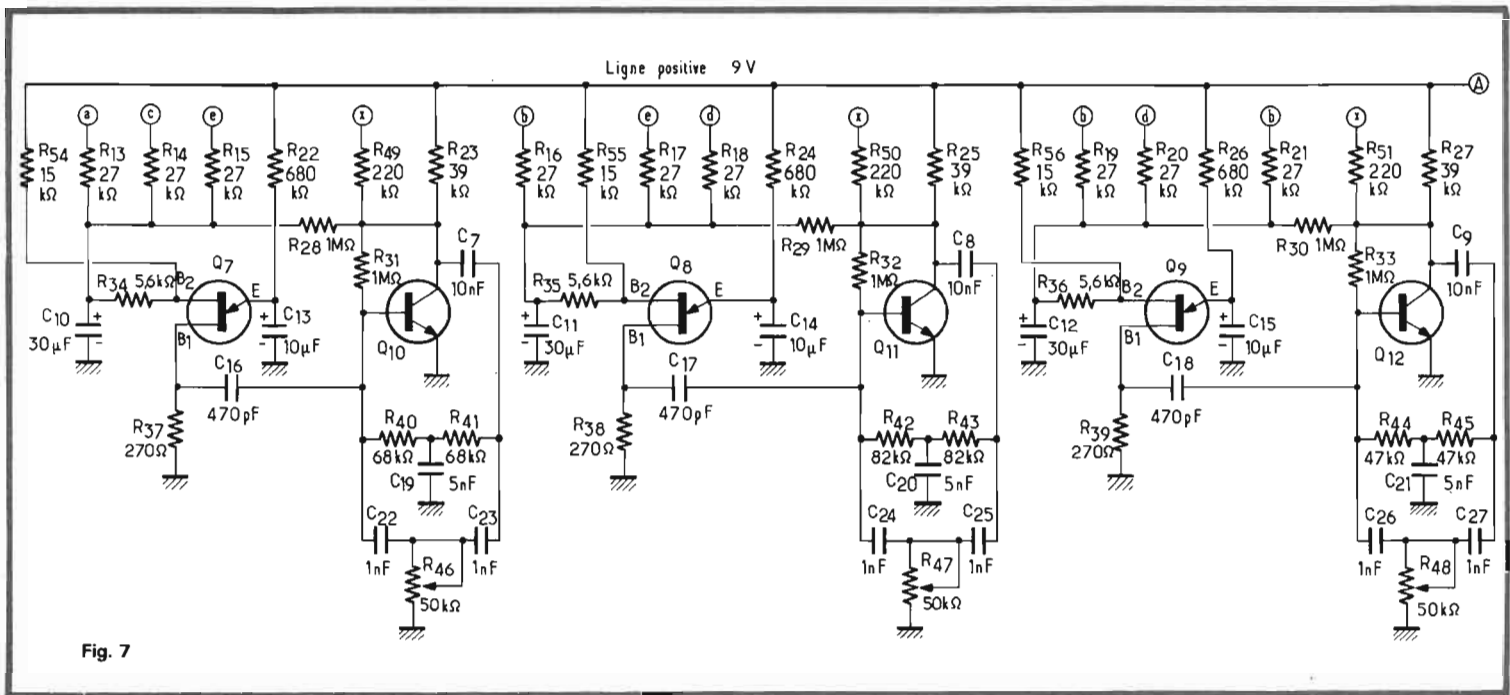 Ligne positive 9 V
A
a
c
e
x
b
e
d
x
b
d
b
x
R54
15
kΩ
R13
27
kΩ
R14
27
kΩ
R15
27
kΩ
R22
680
kΩ
R49
220
kΩ
R23
39
kΩ
R16
27
kΩ
R55
15
kΩ
R17
27
kΩ
R18
27
kΩ
R24
680
kΩ
R50
220
kΩ
R25
39
kΩ
R56
15
kΩ
R19
27
kΩ
R20
27
kΩ
R26
680
kΩ
R21
27
kΩ
R51
220
kΩ
R27
39
kΩ
R28 1MΩ
R29 1MΩ
R30 1MΩ
R31
1MΩ
C7
10nF
R32
1MΩ
C8
10nF
R33
1MΩ
C9
10nF
R34 5,6kΩ
B2
Q7
E
B1
C10
30µF
+
-
C13
10µF
+
-
Q10
R35 5,6kΩ
B2
Q8
E
B1
C11
30µF
+
-
C14
10µF
+
-
Q11
R36 5,6kΩ
B2
Q9
E
B1
C12
30µF
+
-
C15
10µF
+
-
Q12
C16
470pF
R37
270Ω
C17
470pF
R38
270Ω
C18
470pF
R39
270Ω
R40 R41
68kΩ 68kΩ
C19 5nF
R42 R43
82kΩ 82kΩ
C20 5nF
R44 R45
47kΩ 47kΩ
C21 5nF
C22 C23
1nF R46 1nF
50kΩ
C24 C25
1nF R47 1nF
50kΩ
C26 C27
1nF R48 1nF
50kΩ
Fig. 7